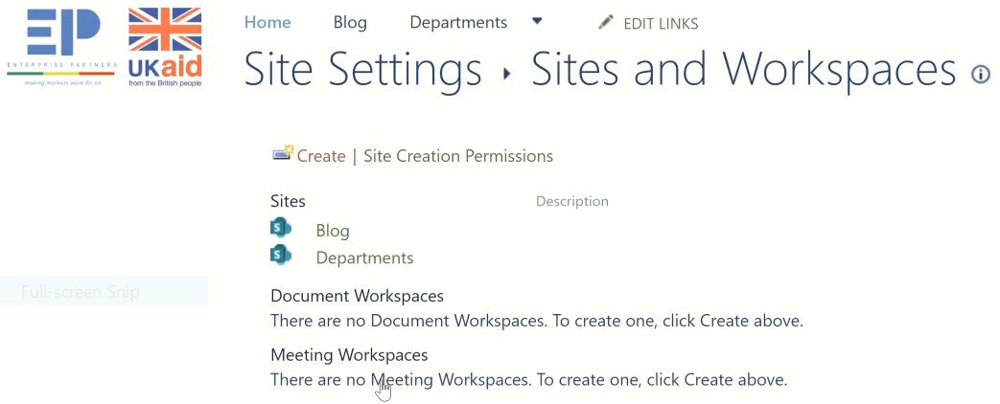 EP
ENTERPRISE PARTNERS
making markets work for all
UKaid
from the British people
Home Blog Departments EDIT LINKS
Site Settings Sites and Workspaces
Create | Site Creation Permissions
Sites Description
Blog
Departments
Full-screen Snip
Document Workspaces
There are no Document Workspaces. To create one, click Create above.
Meeting Workspaces
There are no Meeting Workspaces. To create one, click Create above.